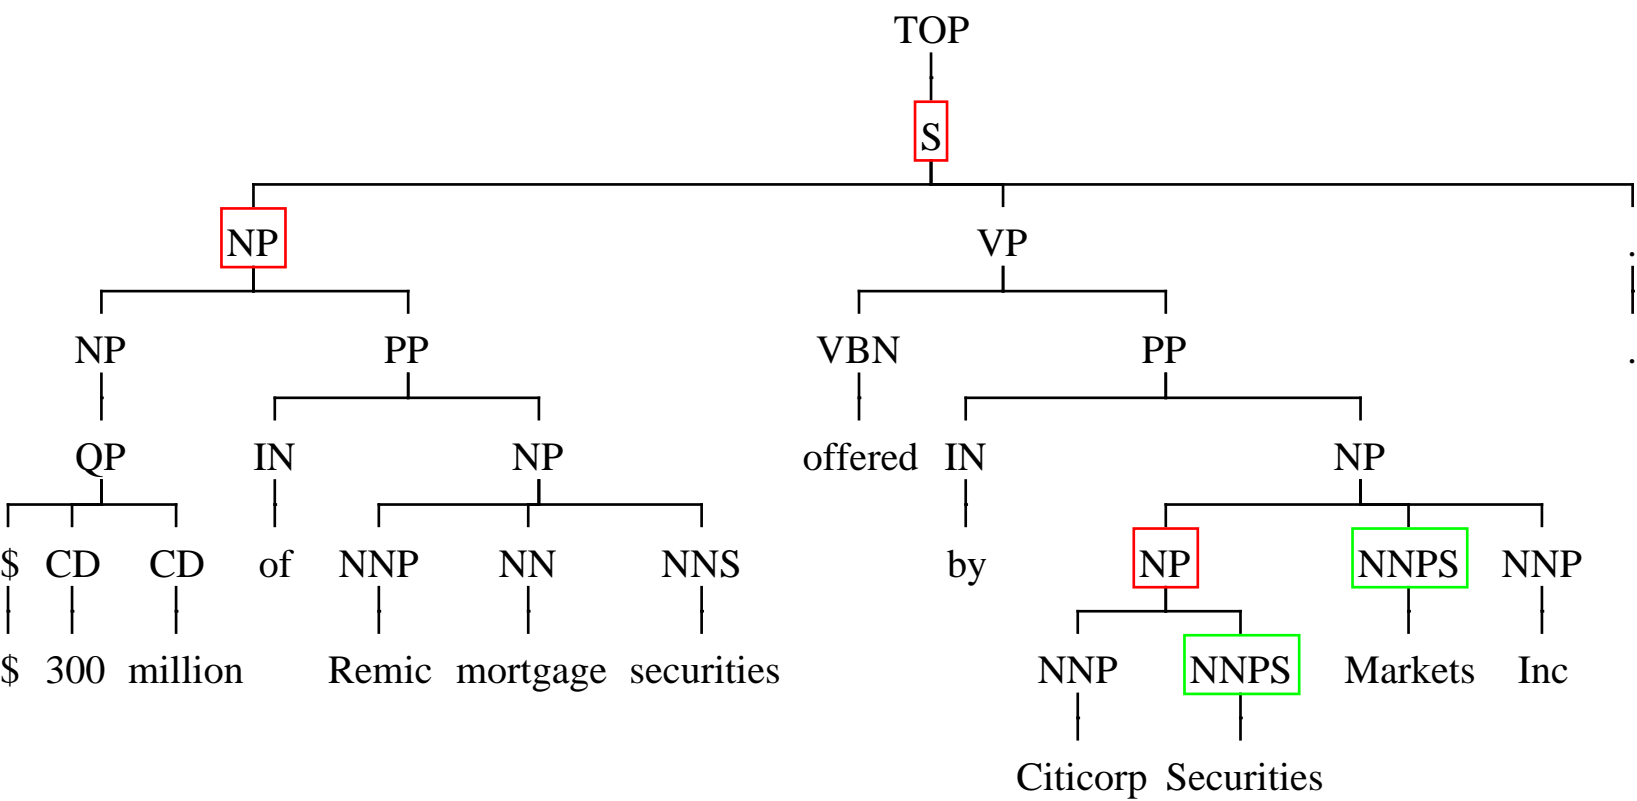 TOP
S
NP VP .
NP PP VBN PP .
QP IN NP offered IN NP
$ CD CD of NNP NN NNS by NP NNPS NNP
$ 300 million Remic mortgage securities NNP NNPS Markets Inc
Citicorp Securities